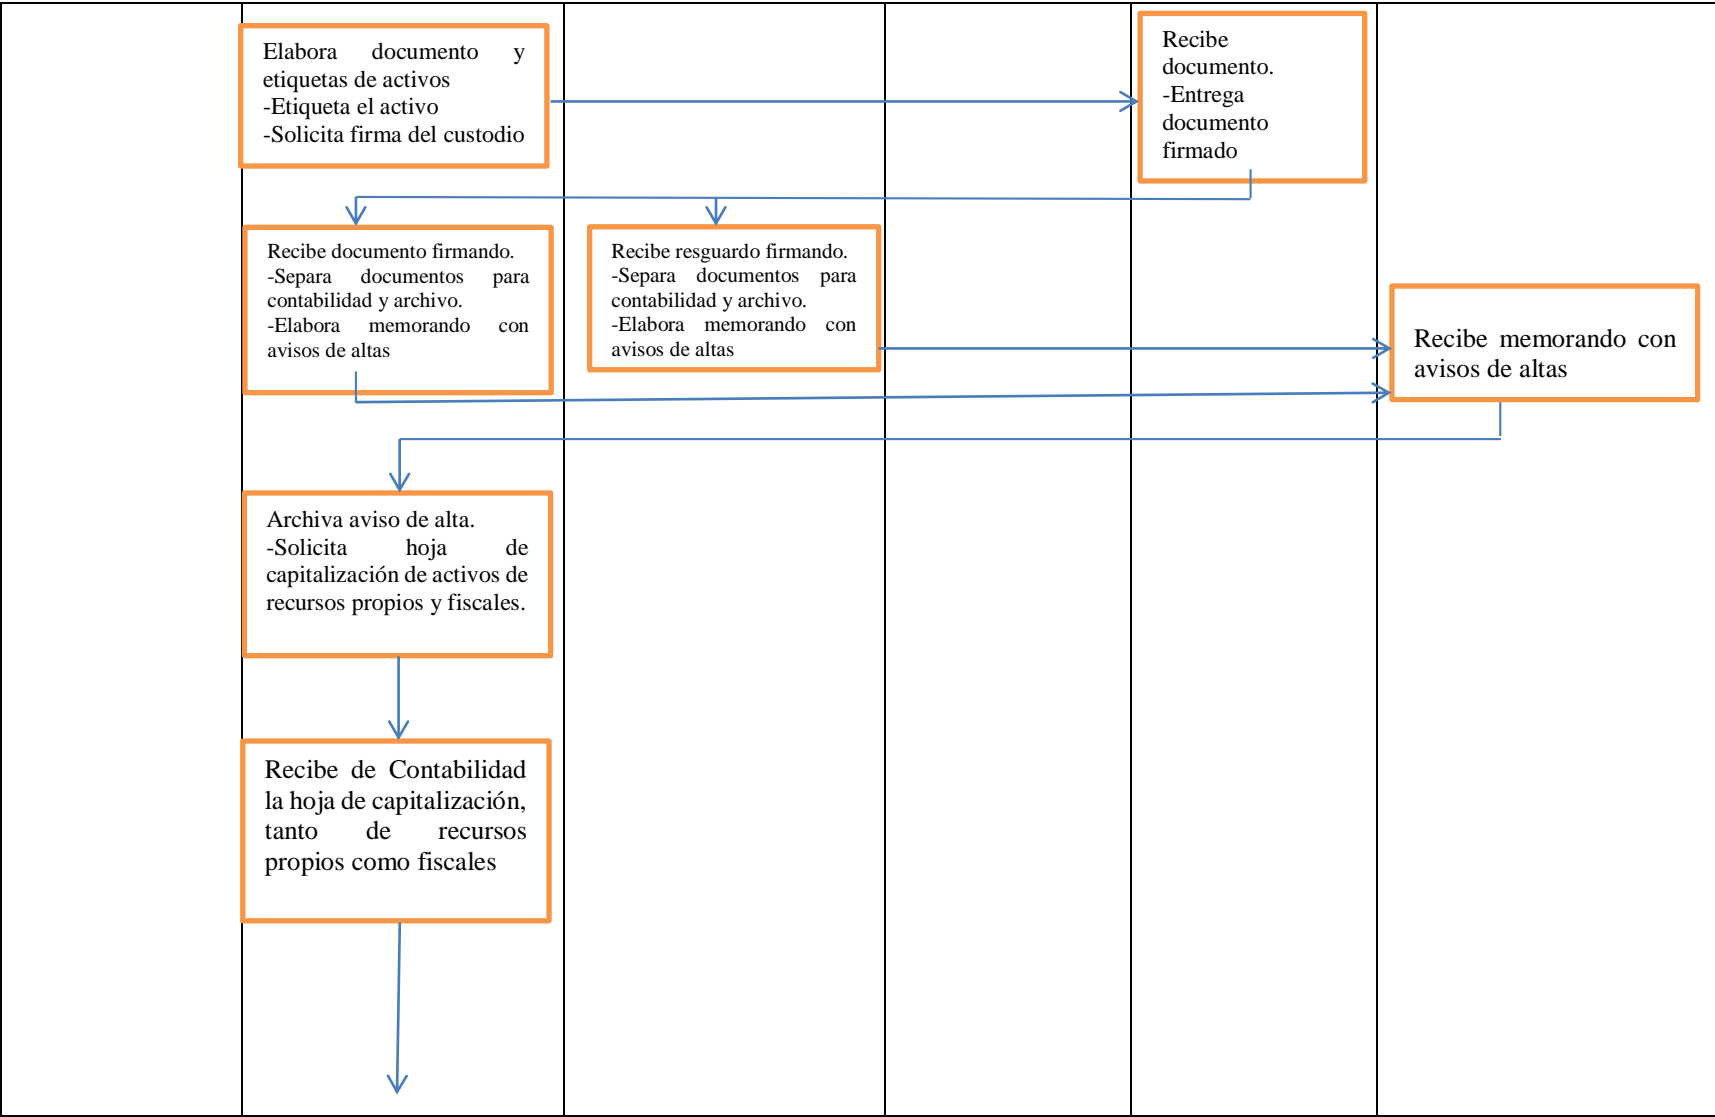 Elabora documento y
etiquetas de activos
-Etiqueta el activo
-Solicita firma del custodio
Recibe
documento.
-Entrega
documento
firmado
Recibe documento firmando.
-Separa documentos para
contabilidad y archivo.
-Elabora memorando con
avisos de altas
Recibe resguardo firmando.
-Separa documentos para
contabilidad y archivo.
-Elabora memorando con
avisos de altas
Recibe memorando con
avisos de altas
Archiva aviso de alta.
-Solicita hoja de
capitalización de activos de
recursos propios y fiscales.
Recibe de Contabilidad
la hoja de capitalización,
tanto de recursos
propios como fiscales